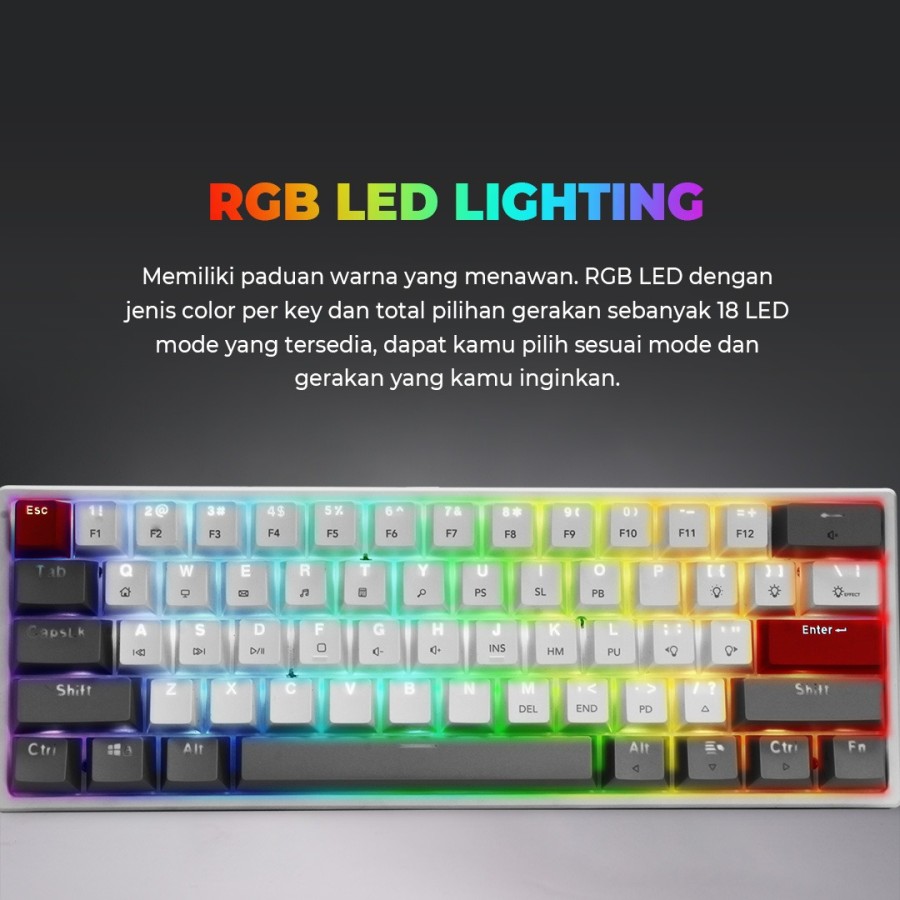 RGB LED LIGHTING
Memiliki paduan warna yang menawan. RGB LED dengan
jenis color per key dan total pilihan gerakan sebanyak 18 LED
mode yang tersedia, dapat kamu pilih sesuai mode dan
gerakan yang kamu inginkan.
Esc 1! 2@ 3# 4$ 5% 6^ 7& 8* 9( 0) -- =+ ←
F1 F2 F3 F4 F5 F6 F7 F8 F9 F10 F11 F12
Tab Q W E R T Y U I O P [{ ]} \|
PS SL PB EFFECT
CapsLk A S D F G H J K L ;: '" Enter
INS HM PU
Shift Z X C V B N M ,< .> /? Shift
DEL END PD
Ctrl Alt Alt Ctrl Fn